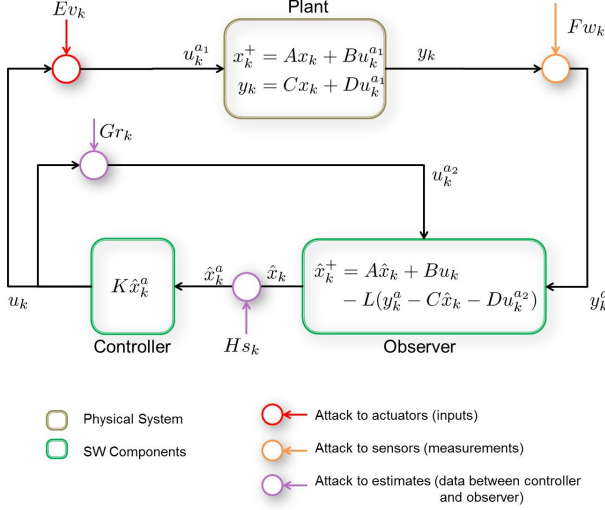 Plant
Ev_k
Fw_k
u_k^{a_1}
x_k^+ = Ax_k + Bu_k^{a_1}
y_k = Cx_k + Du_k^{a_1}
y_k
Gr_k
u_k^{a_2}
K\hat{x}_k^a
\hat{x}_k^a
\hat{x}_k
\hat{x}_k^+ = A\hat{x}_k + Bu_k
- L(y_k^a - C\hat{x}_k - Du_k^{a_2})
u_k
y_k^a
Controller
Hs_k
Observer
Physical System
SW Components
Attack to actuators (inputs)
Attack to sensors (measurements)
Attack to estimates (data between controller
and observer)